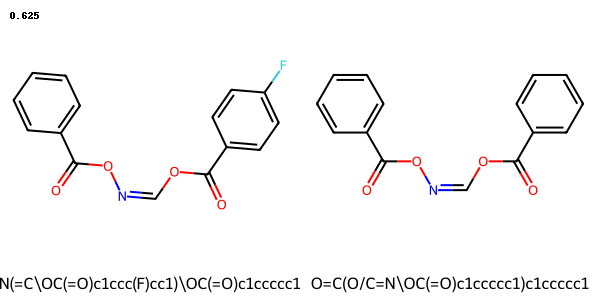 0.625
F
O O O O N
O O O O N
N(=C\OC(=O)c1ccc(F)cc1)\OC(=O)c1ccccc1 O=C(O/C=N\OC(=O)c1ccccc1)c1ccccc1